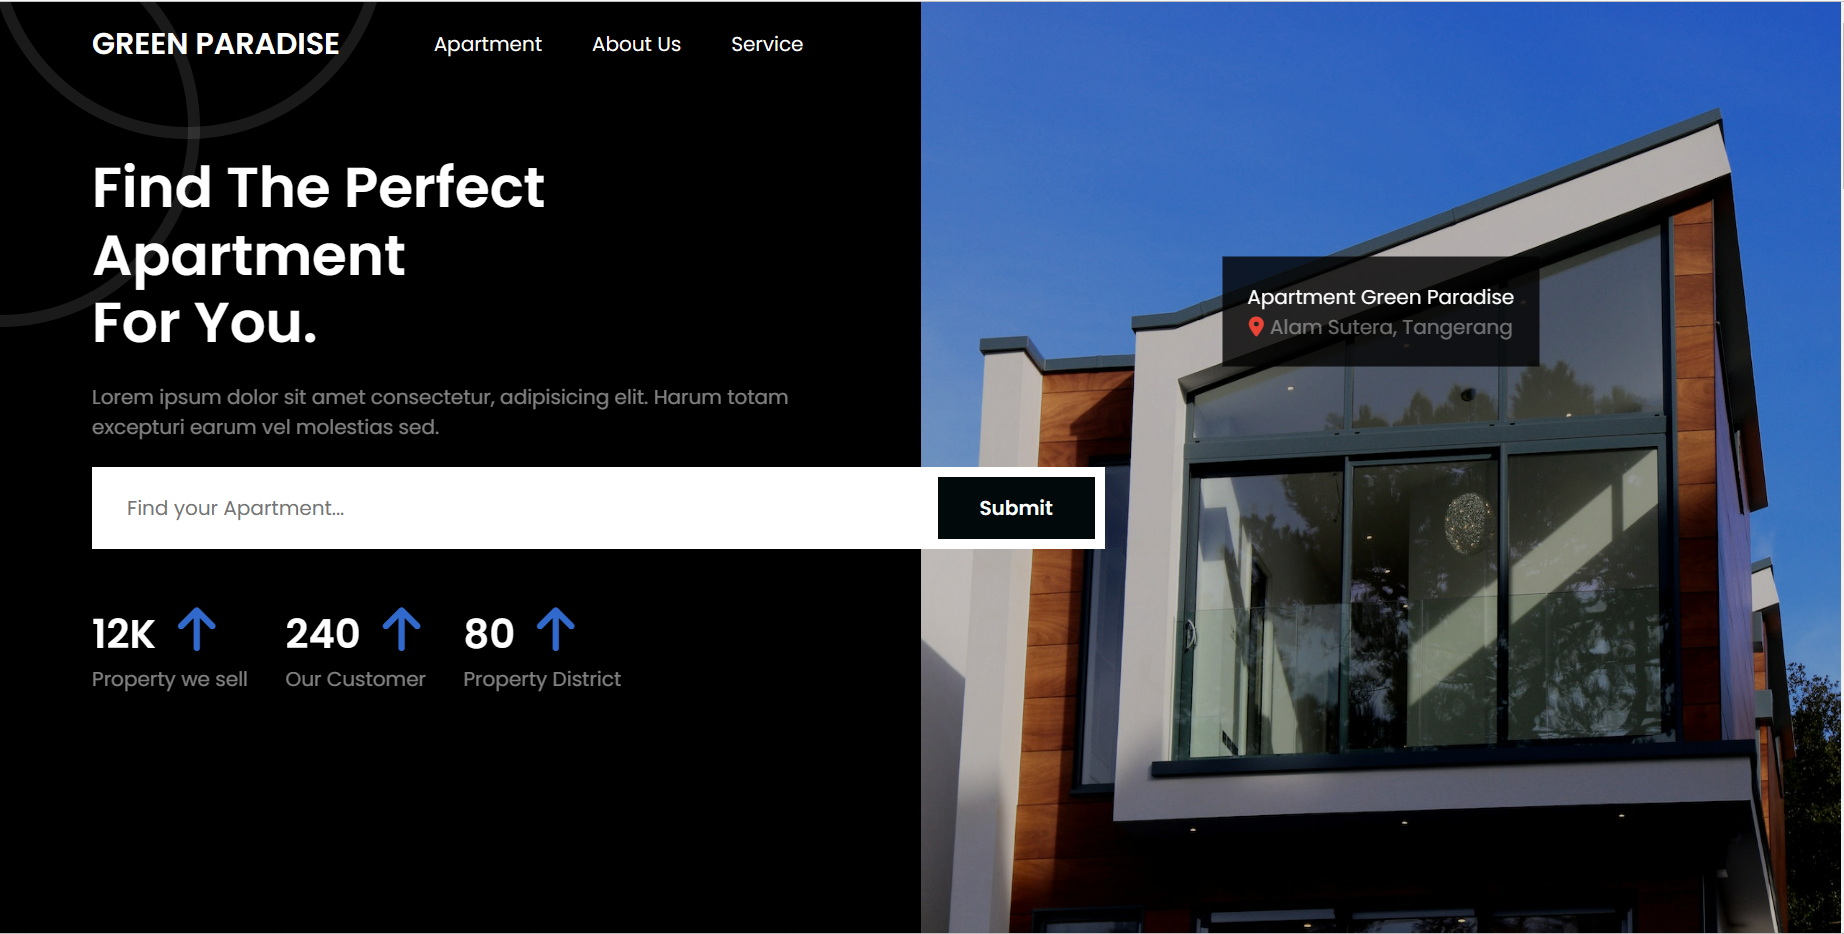 GREEN PARADISE
Apartment
About Us
Service
Find The Perfect
Apartment
For You.
Lorem ipsum dolor sit amet consectetur, adipisicing elit. Harum totam
excepturi earum vel molestias sed.
Find your Apartment...
Submit
12K
240
80
Property we sell
Our Customer
Property District
Apartment Green Paradise
Alam Sutera, Tangerang